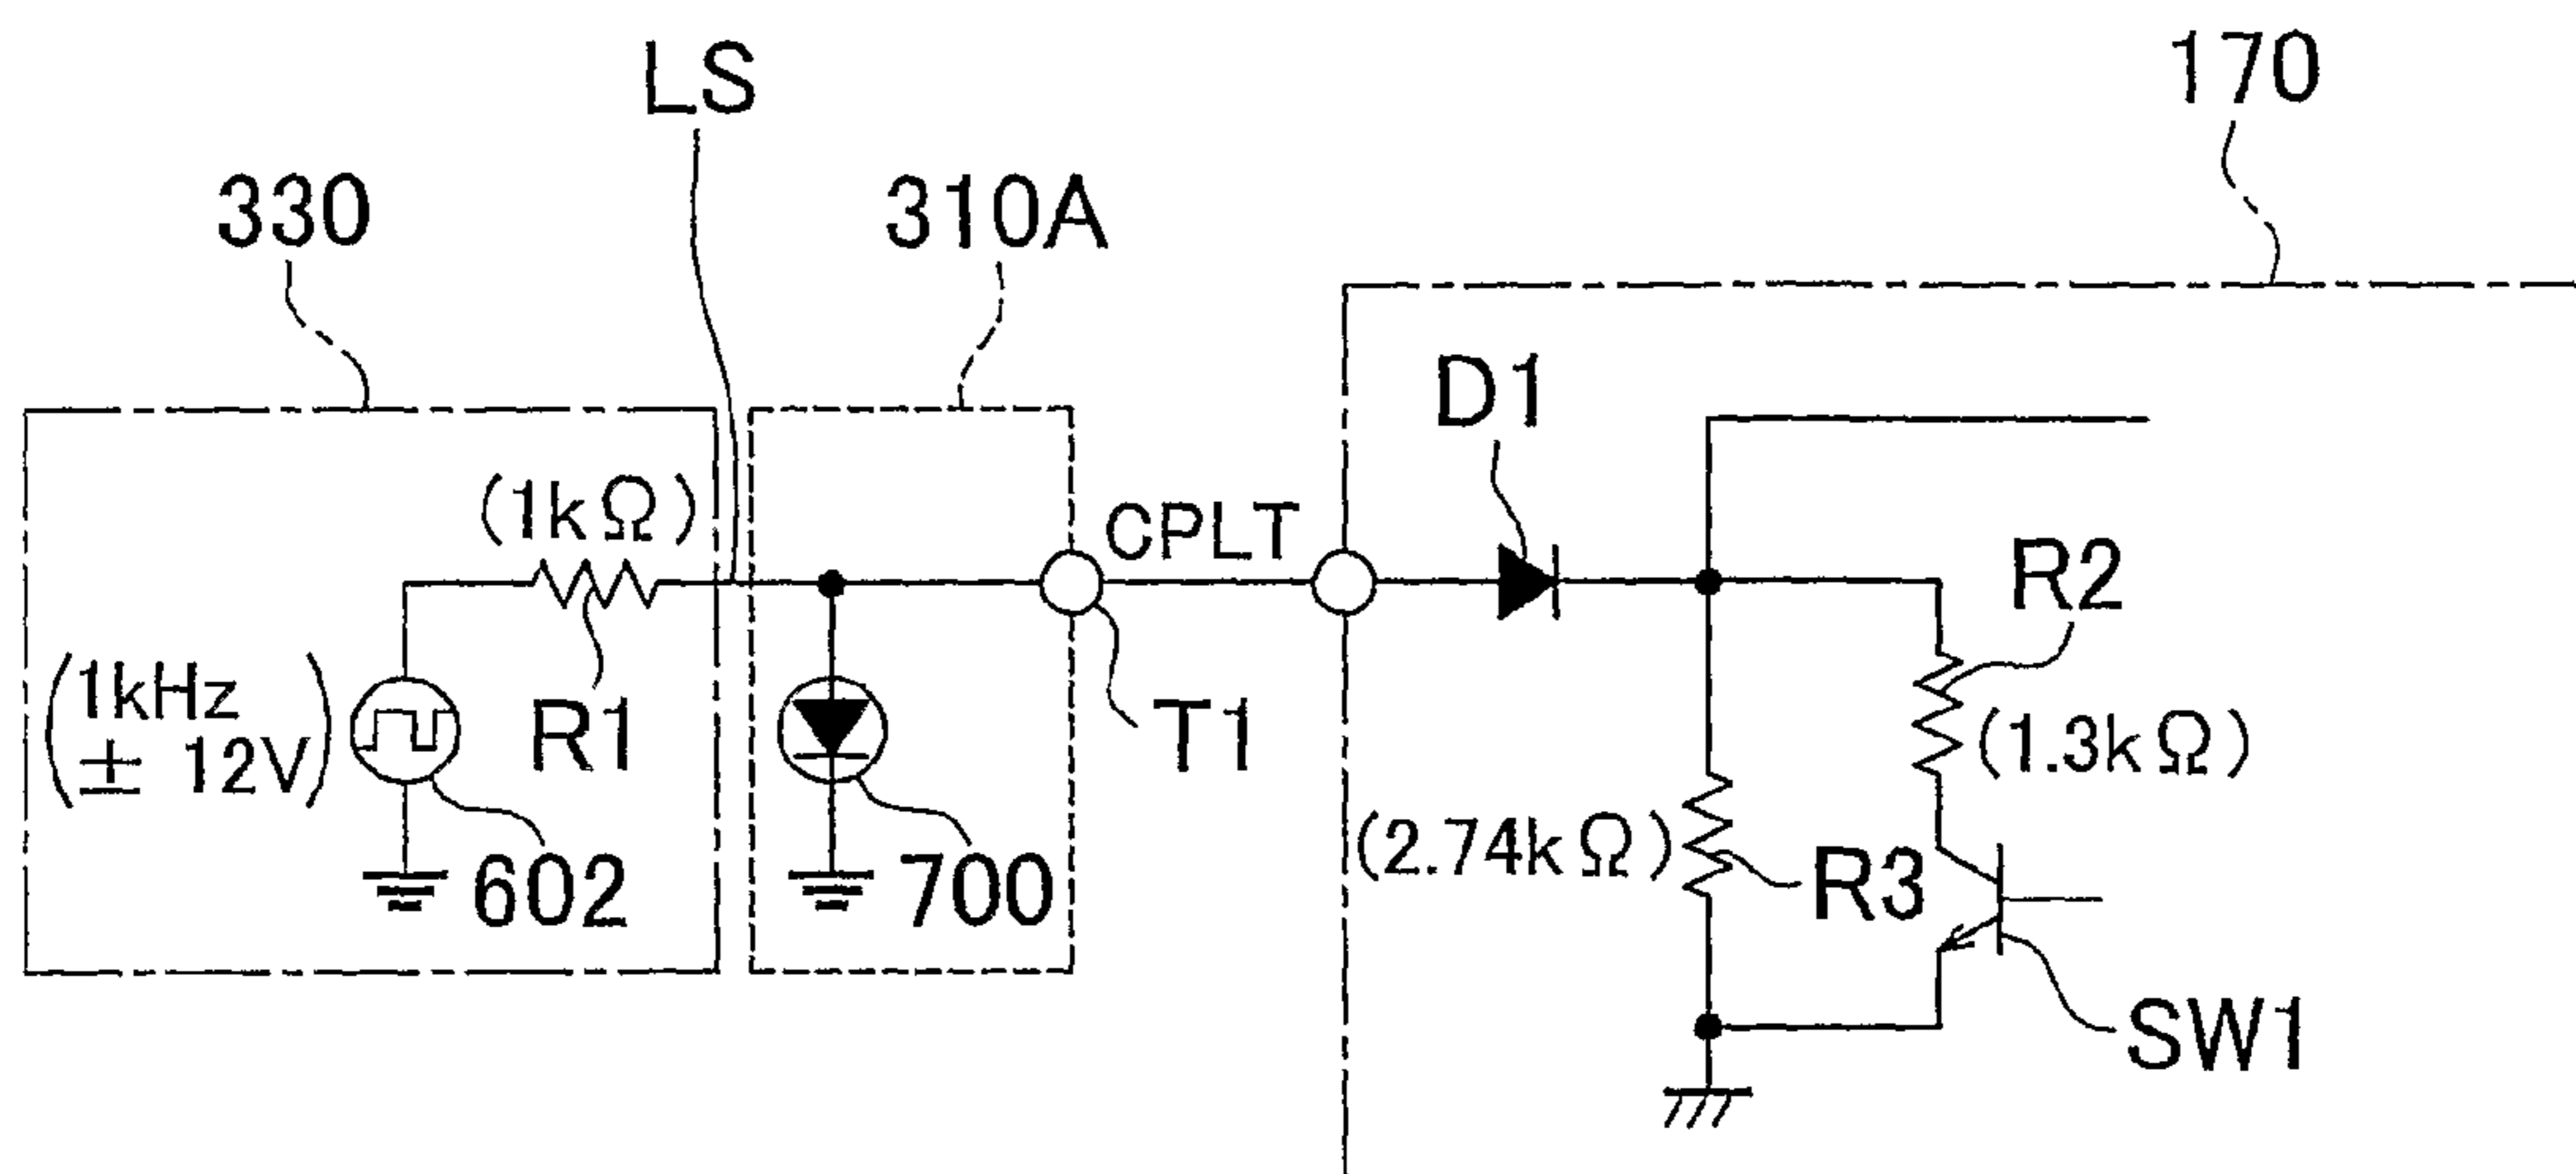 LS
170
330
310A
D1
(1kΩ)
CPLT
R2
(1kHz
± 12V)
R1
T1
(1.3kΩ)
(2.74kΩ)
R3
602
700
SW1